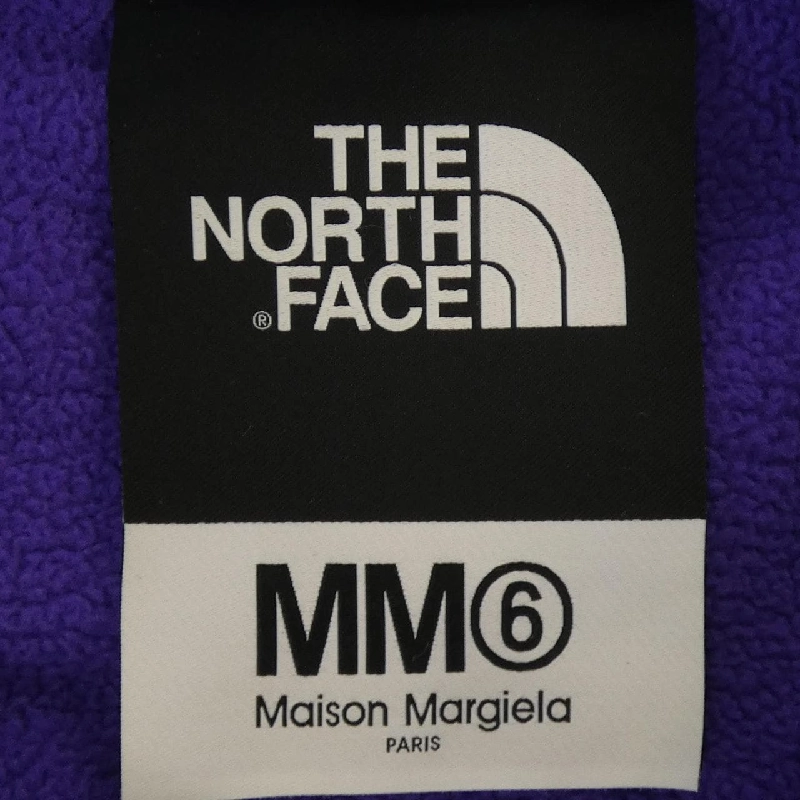 THE
NORTH
®FACE
MM⑥
Maison Margiela
PARIS